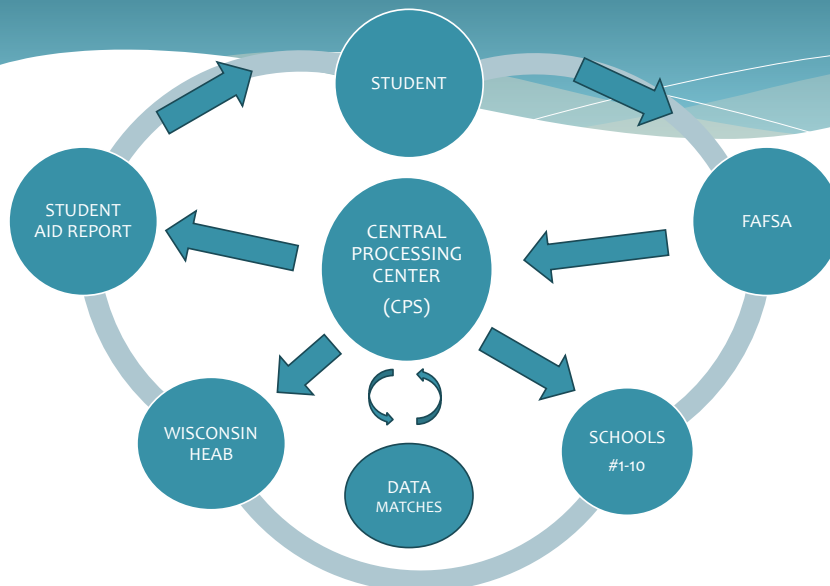 STUDENT
STUDENT
AID REPORT
FAFSA
CENTRAL
PROCESSING
CENTER
(CPS)
WISCONSIN
HEAB
SCHOOLS
#1-10
DATA
MATCHES